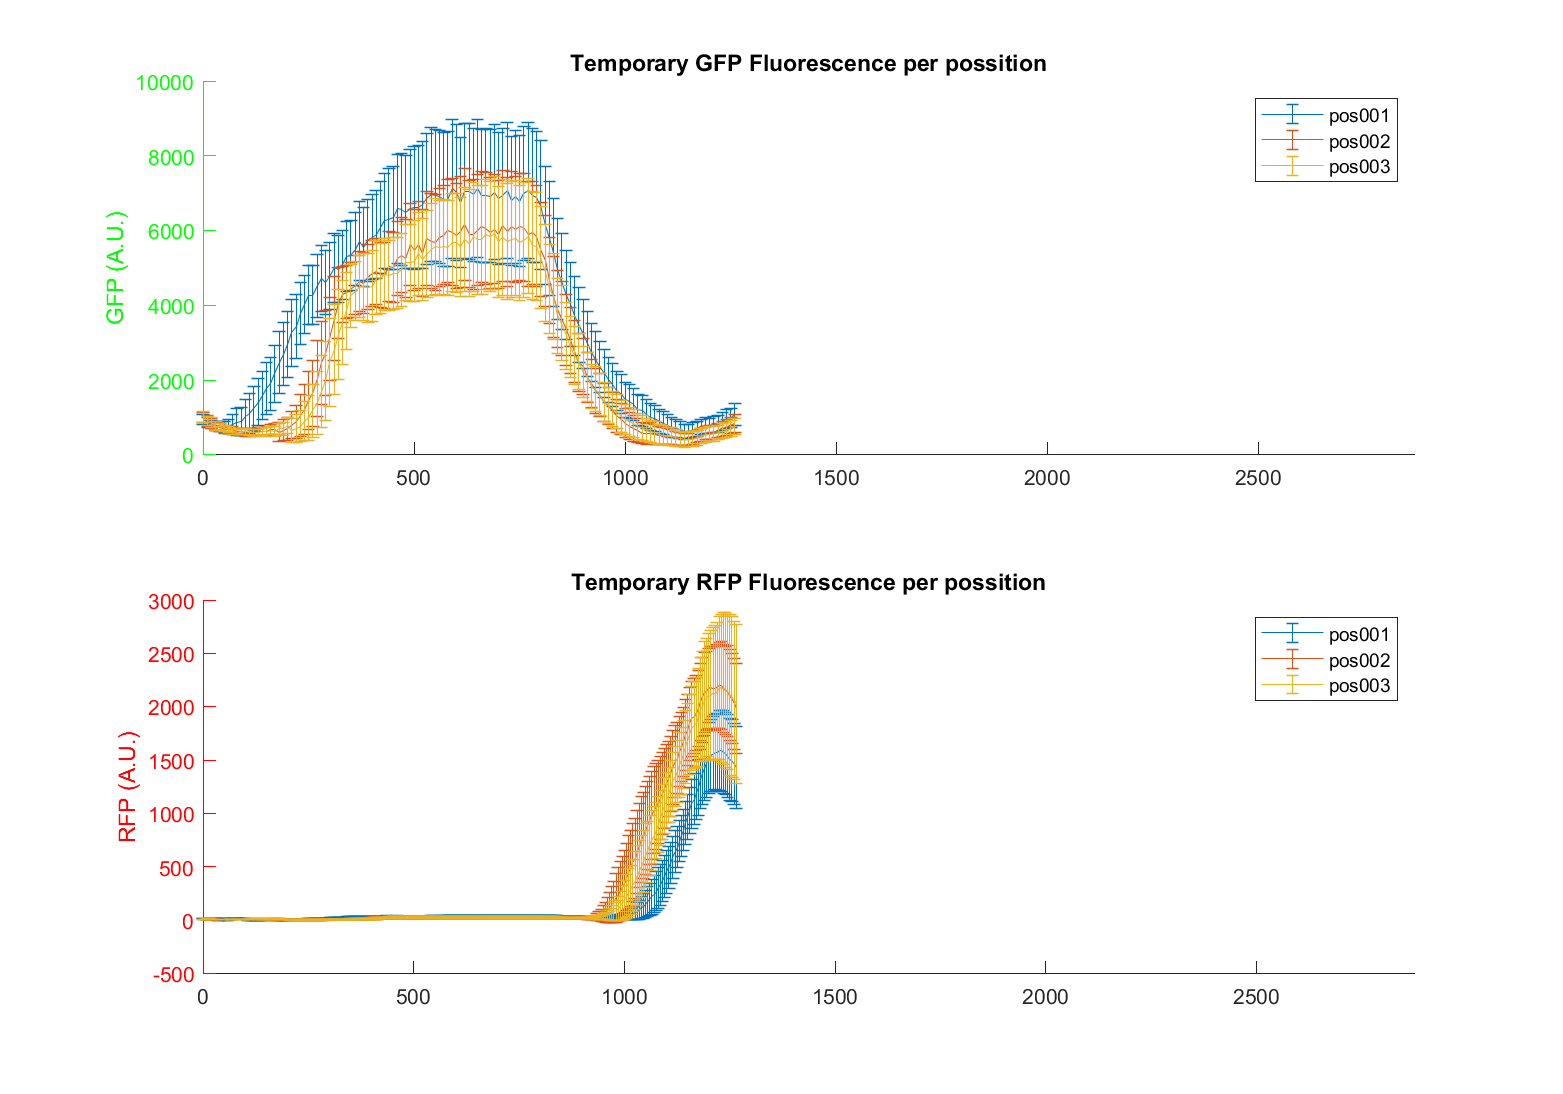 Temporary GFP Fluorescence per possition
10000
8000
6000
4000
2000
0
GFP (A.U.)
pos001
pos002
pos003
0 500 1000 1500 2000 2500
Temporary RFP Fluorescence per possition
3000
2500
2000
1500
1000
500
0
-500
RFP (A.U.)
pos001
pos002
pos003
0 500 1000 1500 2000 2500